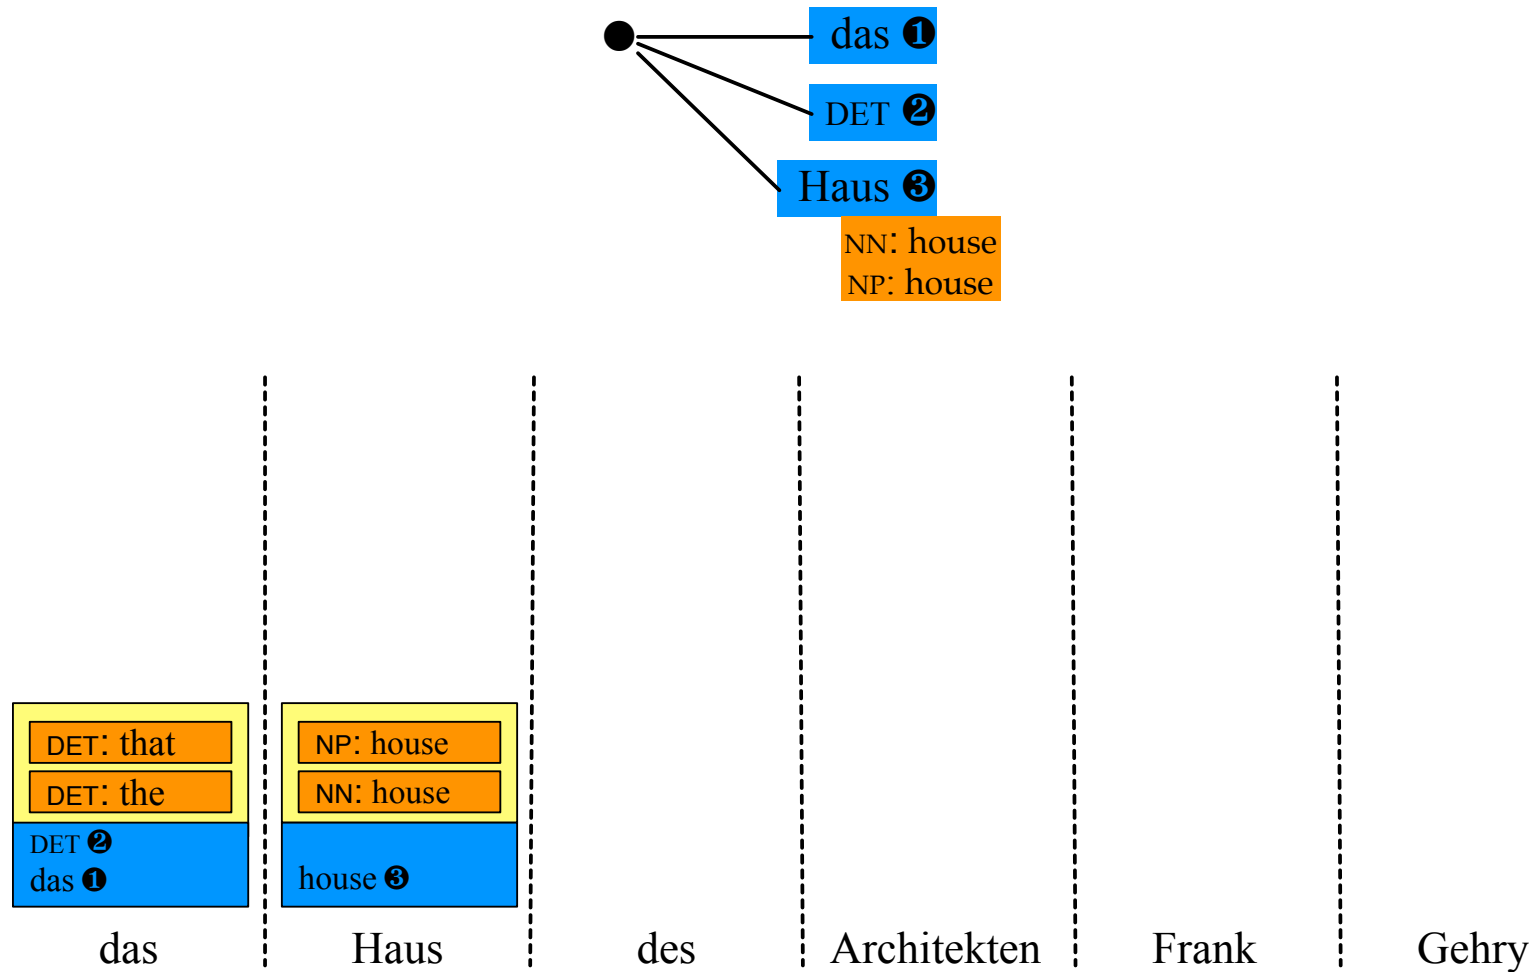 das ❶
DET ❷
Haus ❸
NN: house
NP: house
DET: that
DET: the
DET ❷
das ❶
NP: house
NN: house
house ❸
das Haus des Architekten Frank Gehry